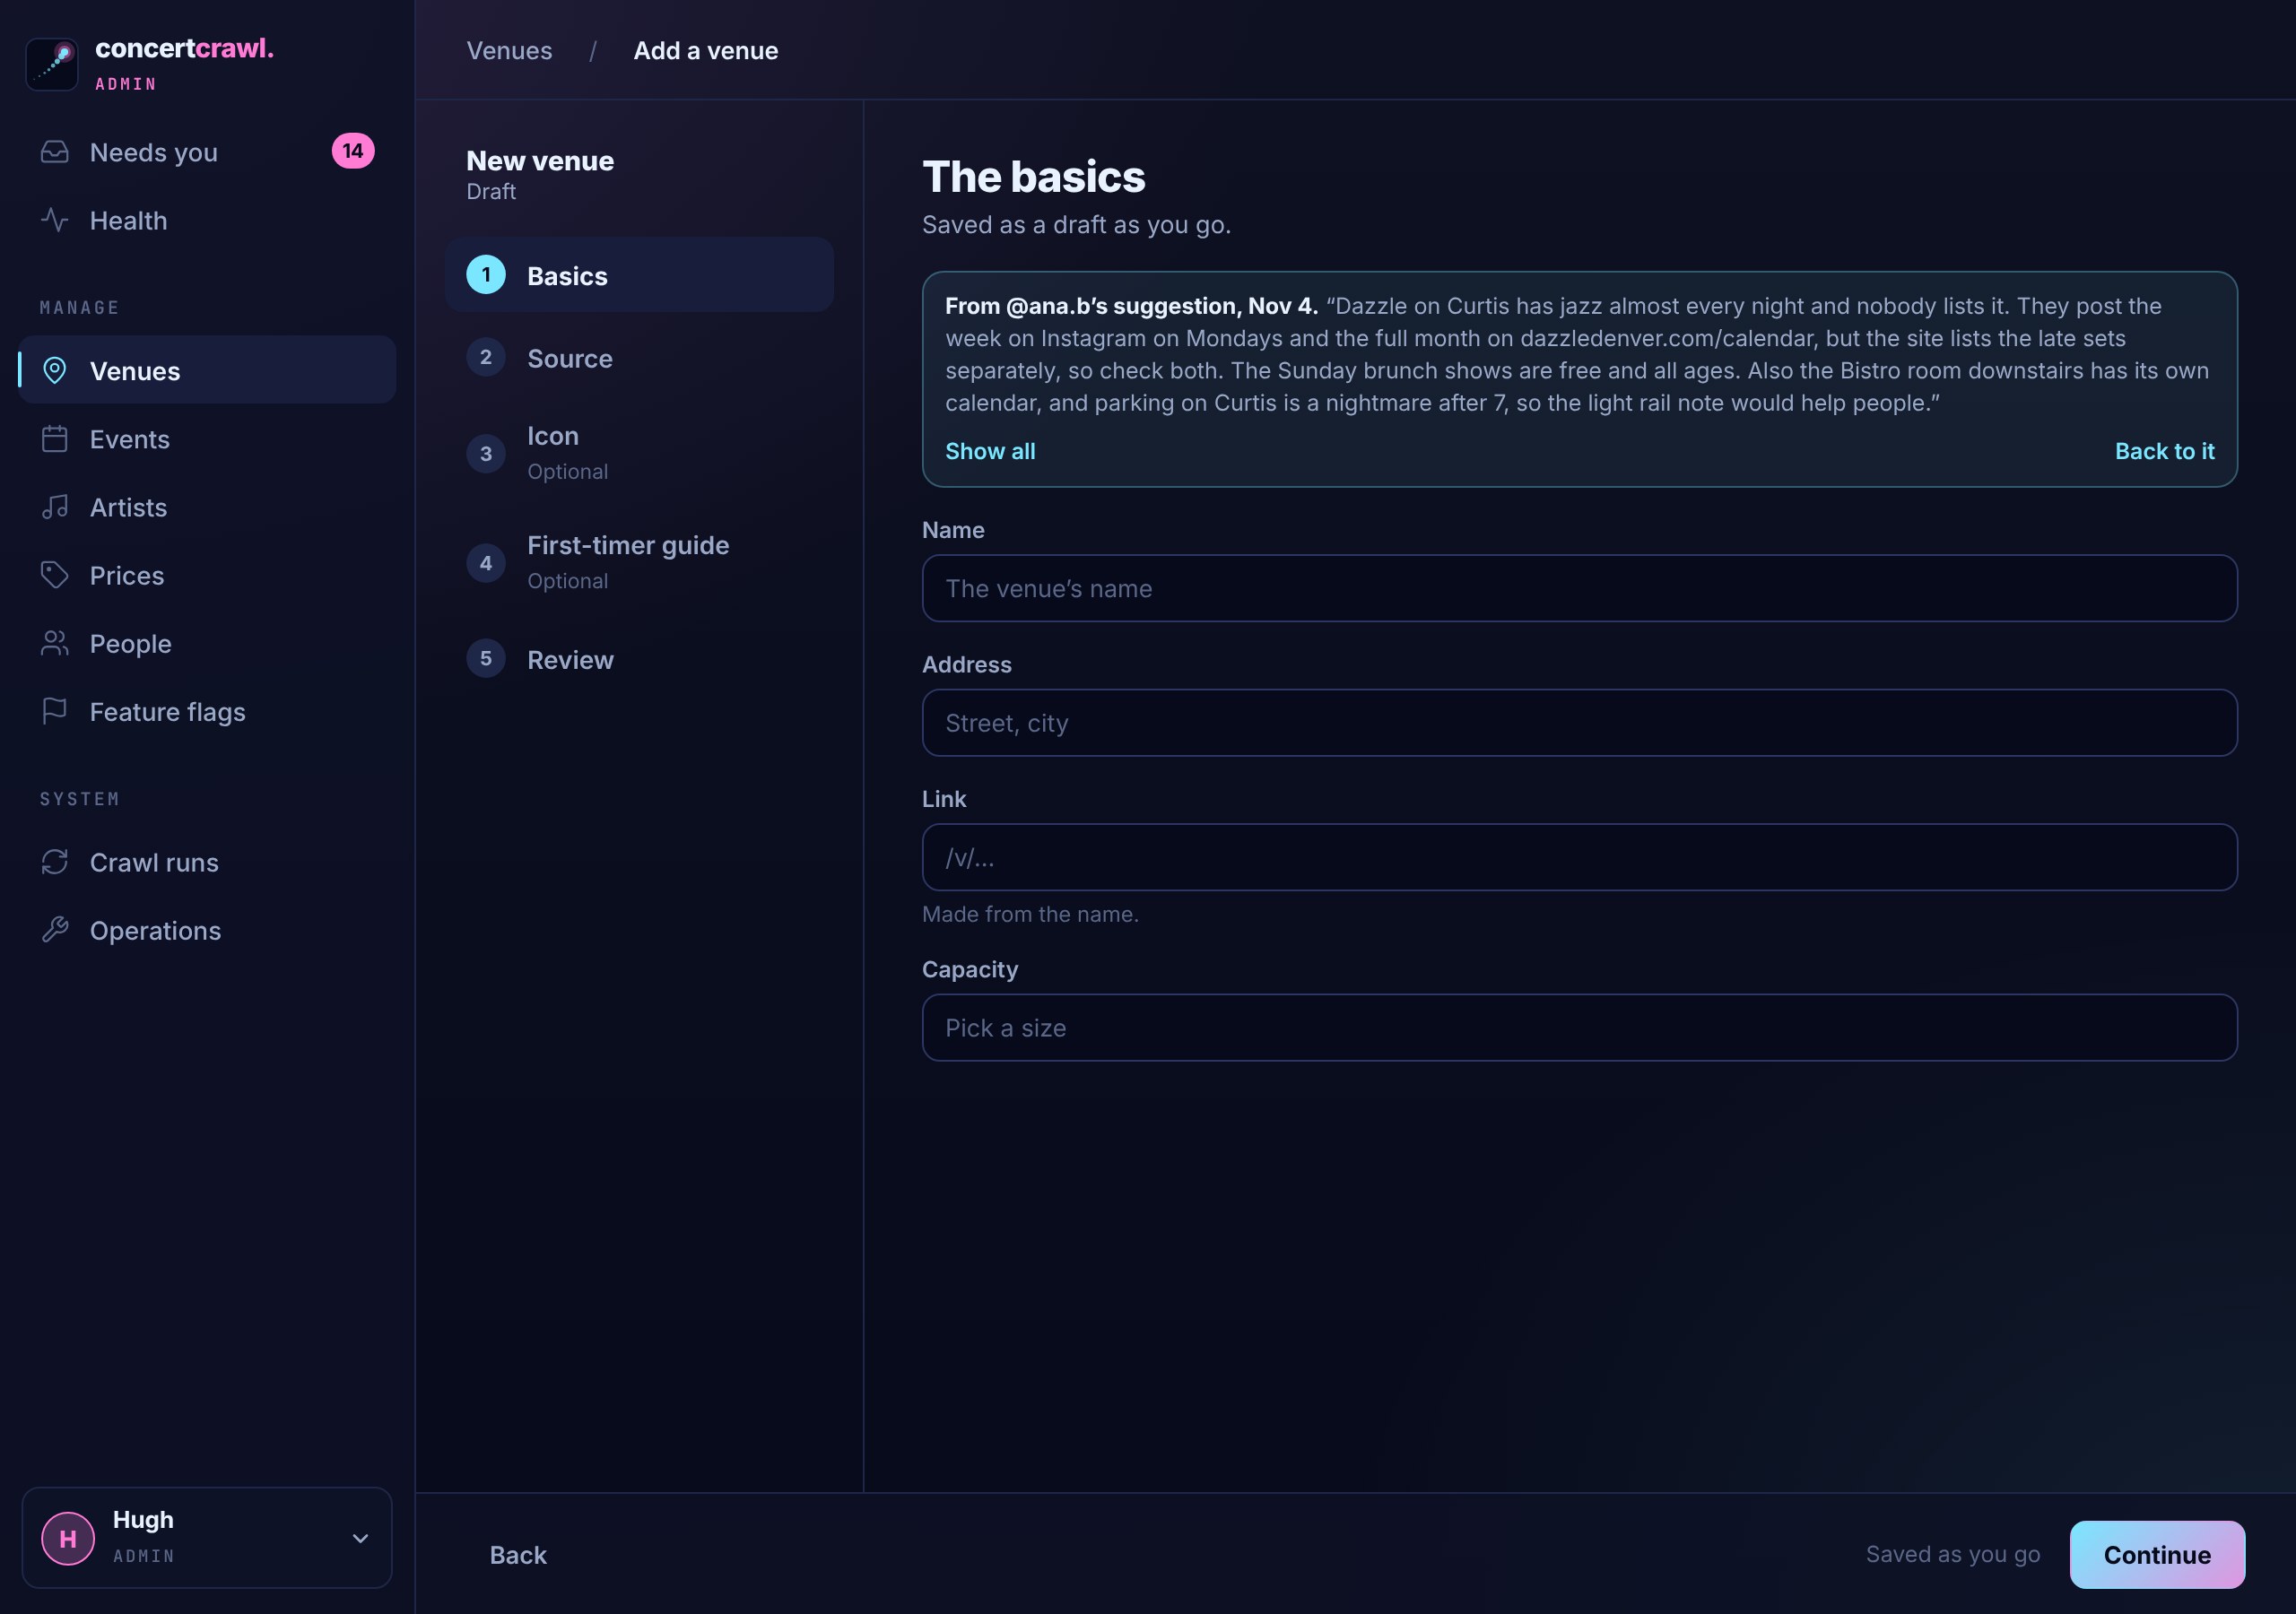 concertcrawl.
ADMIN
Needs you
14
Health
MANAGE
Venues
Events
Artists
Prices
People
Feature flags
SYSTEM
Crawl runs
Operations
H
Hugh
ADMIN
Venues / Add a venue
New venue
Draft
1 Basics
2 Source
3 Icon
Optional
4 First-timer guide
Optional
5 Review
The basics
Saved as a draft as you go.
From @ana.b’s suggestion, Nov 4. “Dazzle on Curtis has jazz almost every night and nobody lists it. They post the
week on Instagram on Mondays and the full month on dazzledenver.com/calendar, but the site lists the late sets
separately, so check both. The Sunday brunch shows are free and all ages. Also the Bistro room downstairs has its own
calendar, and parking on Curtis is a nightmare after 7, so the light rail note would help people.”
Show all
Back to it
Name
The venue’s name
Address
Street, city
Link
/v/…
Made from the name.
Capacity
Pick a size
Back
Saved as you go
Continue